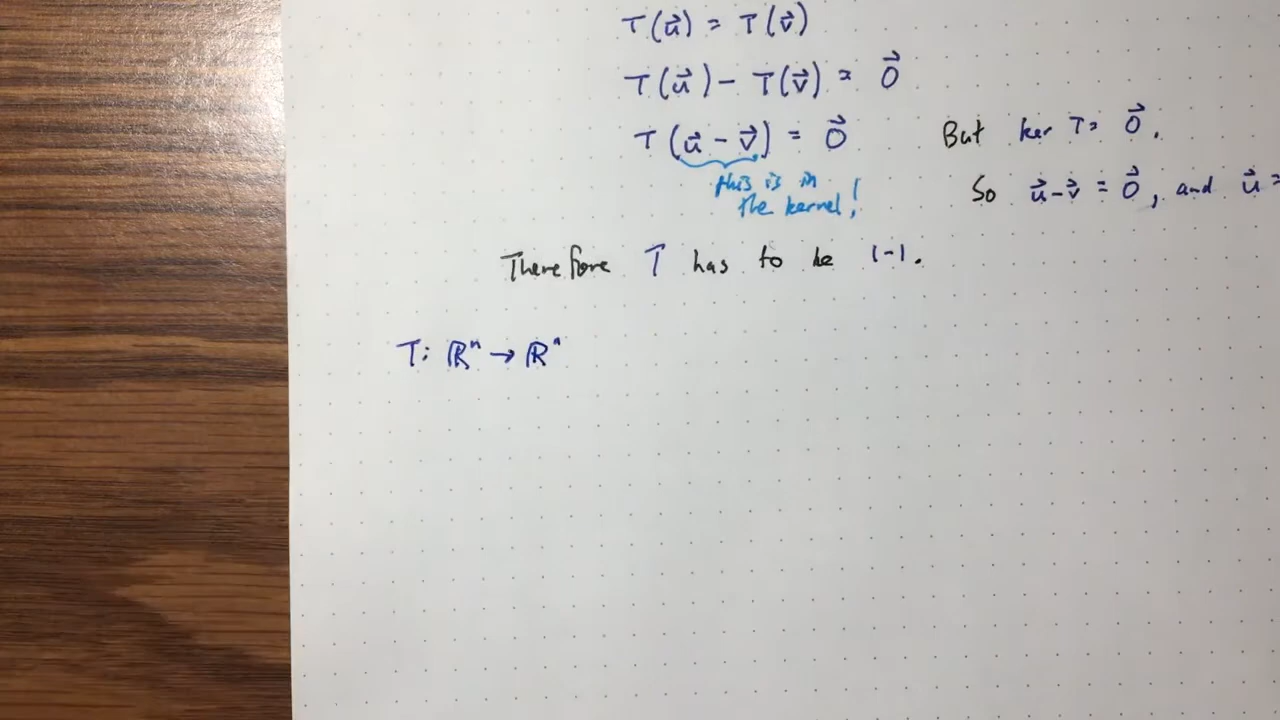 T(u⃗) = T(v⃗)
T(u⃗) - T(v⃗) = 0⃗
T(u⃗ - v⃗) = 0⃗ But ker T = 0⃗.
this is in
the kernel!
So u⃗-v⃗ = 0⃗, and u⃗ =
Therefore T has to be 1-1.
T: ℝⁿ → ℝⁿ